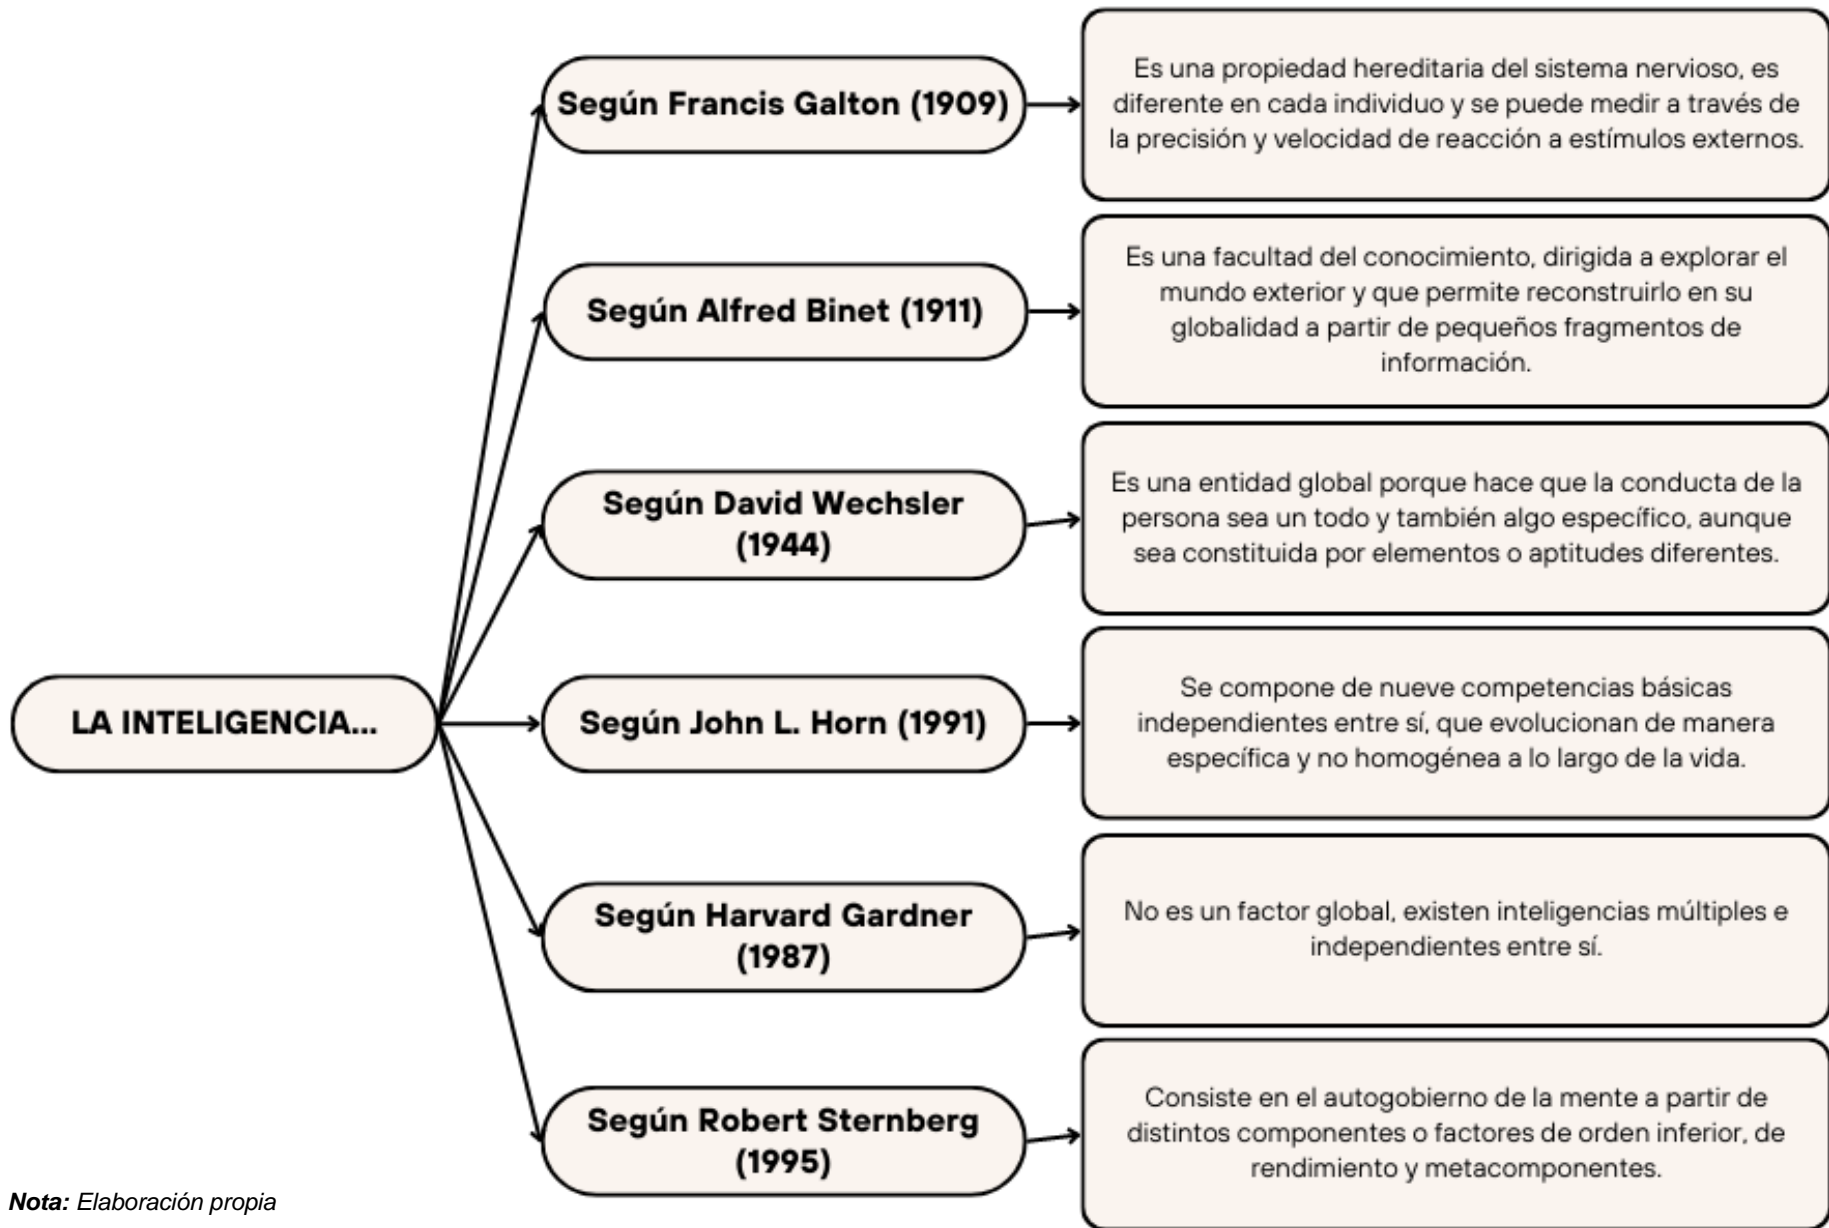 Según Francis Galton (1909)
Es una propiedad hereditaria del sistema nervioso, es
diferente en cada individuo y se puede medir a través de
la precisión y velocidad de reacción a estímulos externos.
Según Alfred Binet (1911)
Es una facultad del conocimiento, dirigida a explorar el
mundo exterior y que permite reconstruirlo en su
globalidad a partir de pequeños fragmentos de
información.
Según David Wechsler
(1944)
Es una entidad global porque hace que la conducta de la
persona sea un todo y también algo específico, aunque
sea constituida por elementos o aptitudes diferentes.
LA INTELIGENCIA...
Según John L. Horn (1991)
Se compone de nueve competencias básicas
independientes entre sí, que evolucionan de manera
específica y no homogénea a lo largo de la vida.
Según Harvard Gardner
(1987)
No es un factor global, existen inteligencias múltiples e
independientes entre sí.
Según Robert Sternberg
(1995)
Consiste en el autogobierno de la mente a partir de
distintos componentes o factores de orden inferior, de
rendimiento y metacomponentes.
Nota: Elaboración propia